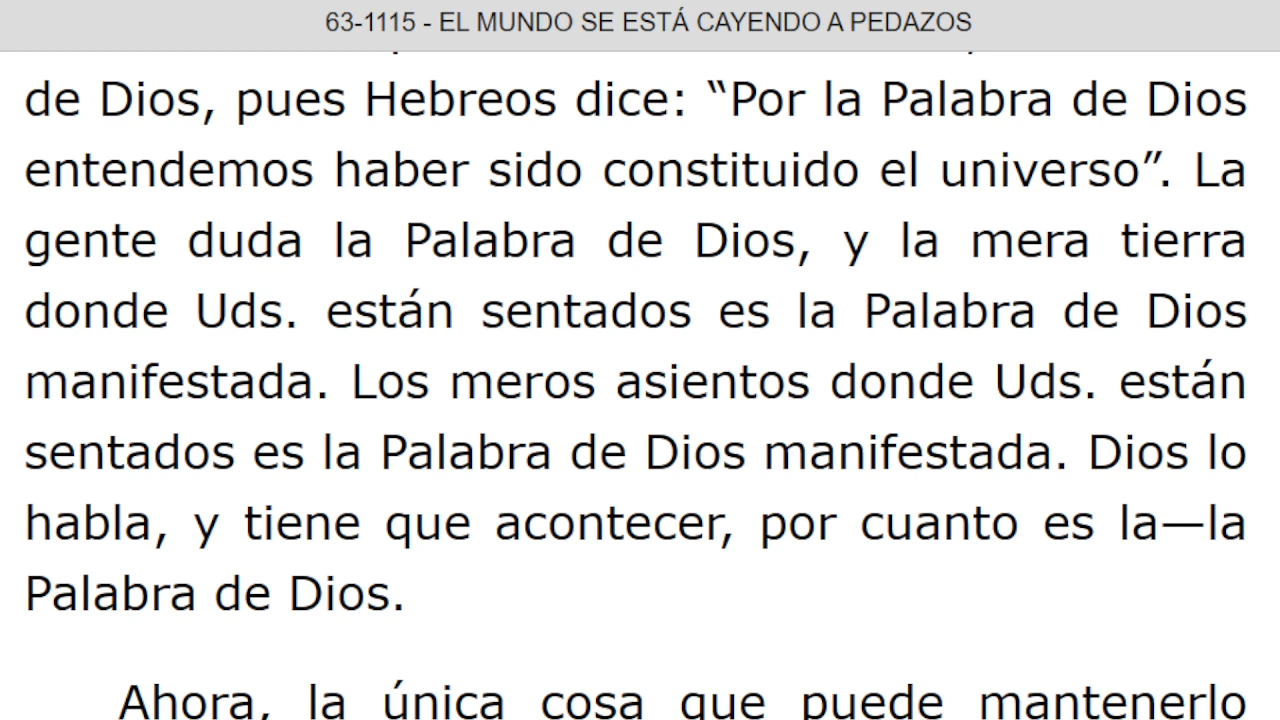 63-1115 - EL MUNDO SE ESTÁ CAYENDO A PEDAZOS
de Dios, pues Hebreos dice: “Por la Palabra de Dios
entendemos haber sido constituido el universo”. La
gente duda la Palabra de Dios, y la mera tierra
donde Uds. están sentados es la Palabra de Dios
manifestada. Los meros asientos donde Uds. están
sentados es la Palabra de Dios manifestada. Dios lo
habla, y tiene que acontecer, por cuanto es la—la
Palabra de Dios.
Ahora, la única cosa que puede mantenerlo